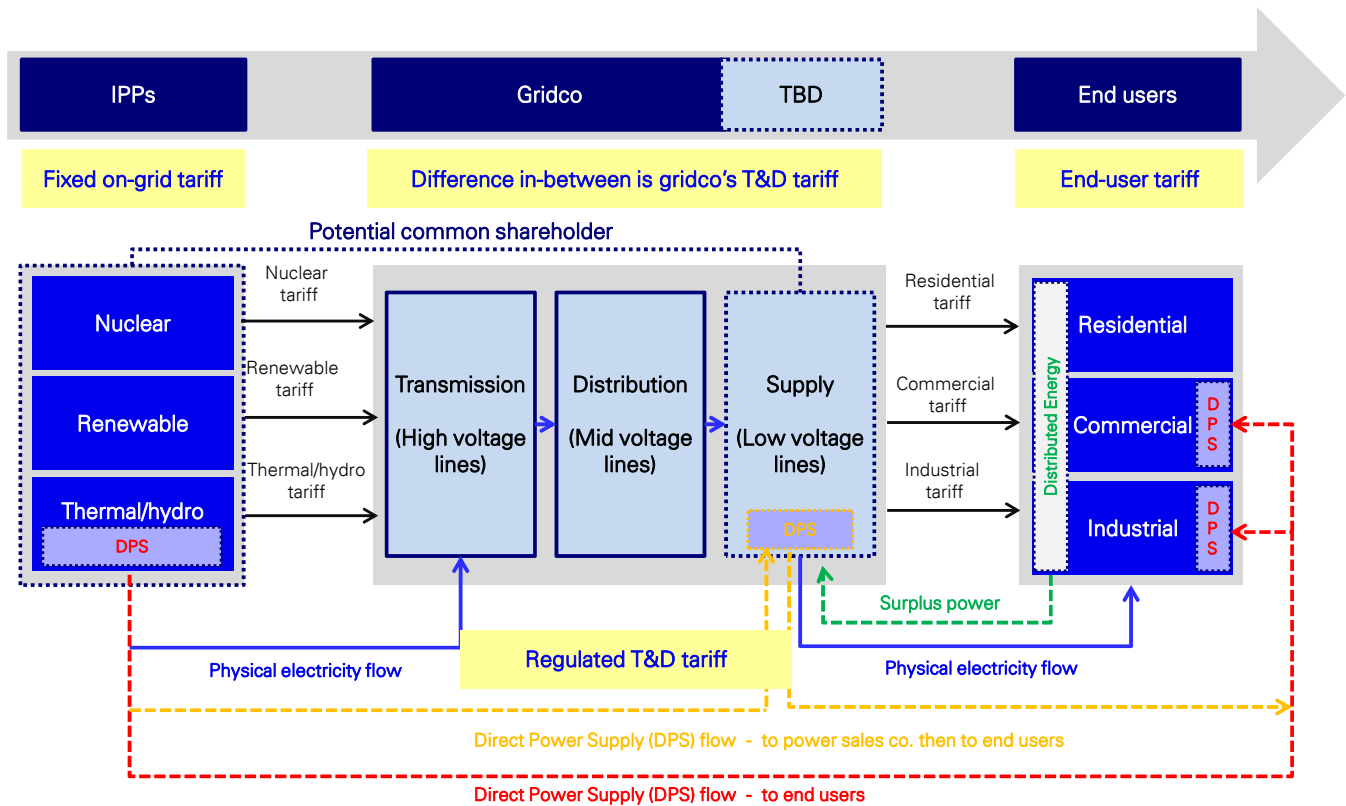 IPPs
Gridco
TBD
End users
Fixed on-grid tariff
Difference in-between is gridco's T&D tariff
End-user tariff
Potential common shareholder
Nuclear
Renewable
Thermal/hydro
DPS
Nuclear
tariff
Renewable
tariff
Thermal/hydro
tariff
Transmission
(High voltage
lines)
Distribution
(Mid voltage
lines)
Supply
(Low voltage
lines)
DPS
Residential
tariff
Commercial
tariff
Industrial
tariff
Distributed Energy
Residential
Commercial
DPS
Industrial
DPS
Surplus power
Regulated T&D tariff
Physical electricity flow
Physical electricity flow
Direct Power Supply (DPS) flow - to power sales co. then to end users
Direct Power Supply (DPS) flow - to end users